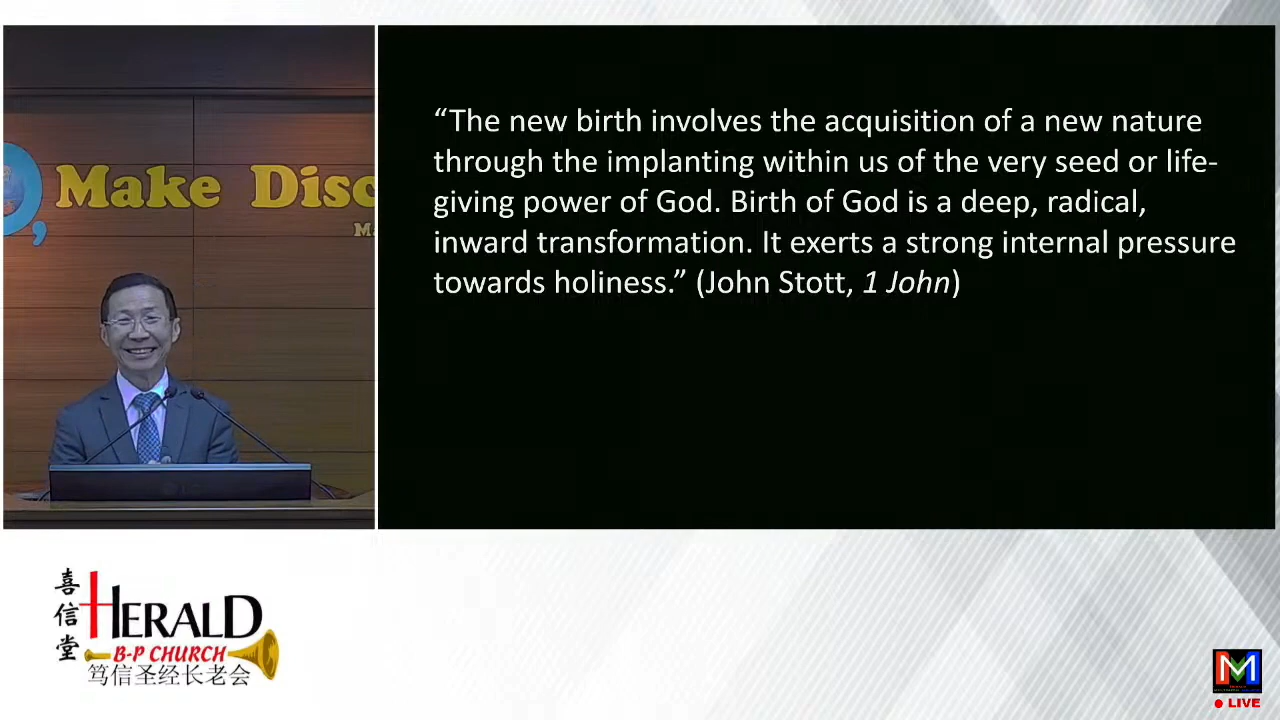 Make Disc
M
“The new birth involves the acquisition of a new nature
through the implanting within us of the very seed or life-
giving power of God. Birth of God is a deep, radical,
inward transformation. It exerts a strong internal pressure
towards holiness.” (John Stott, 1 John)
喜信堂
HERALD
B-P CHURCH
笃信圣经长老会
M
LIVE